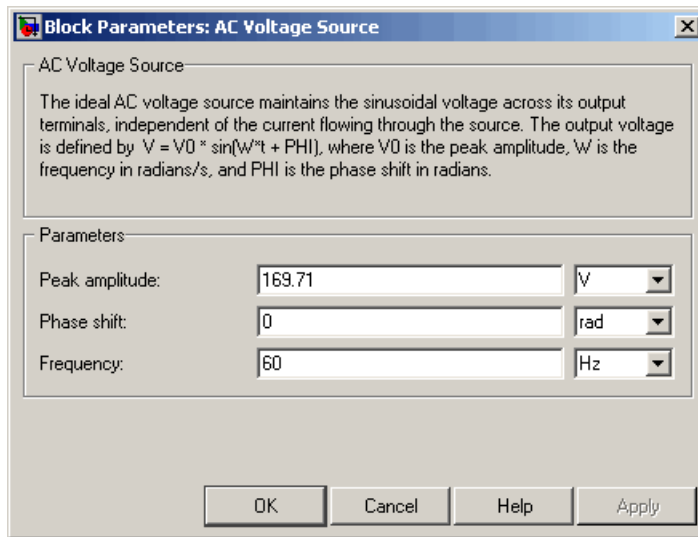 Block Parameters: AC Voltage Source
AC Voltage Source
The ideal AC voltage source maintains the sinusoidal voltage across its output
terminals, independent of the current flowing through the source. The output voltage
is defined by V = V0 * sin(W*t + PHI), where V0 is the peak amplitude, W is the
frequency in radians/s, and PHI is the phase shift in radians.
Parameters
Peak amplitude: 169.71 V
Phase shift: 0 rad
Frequency: 60 Hz
OK Cancel Help Apply